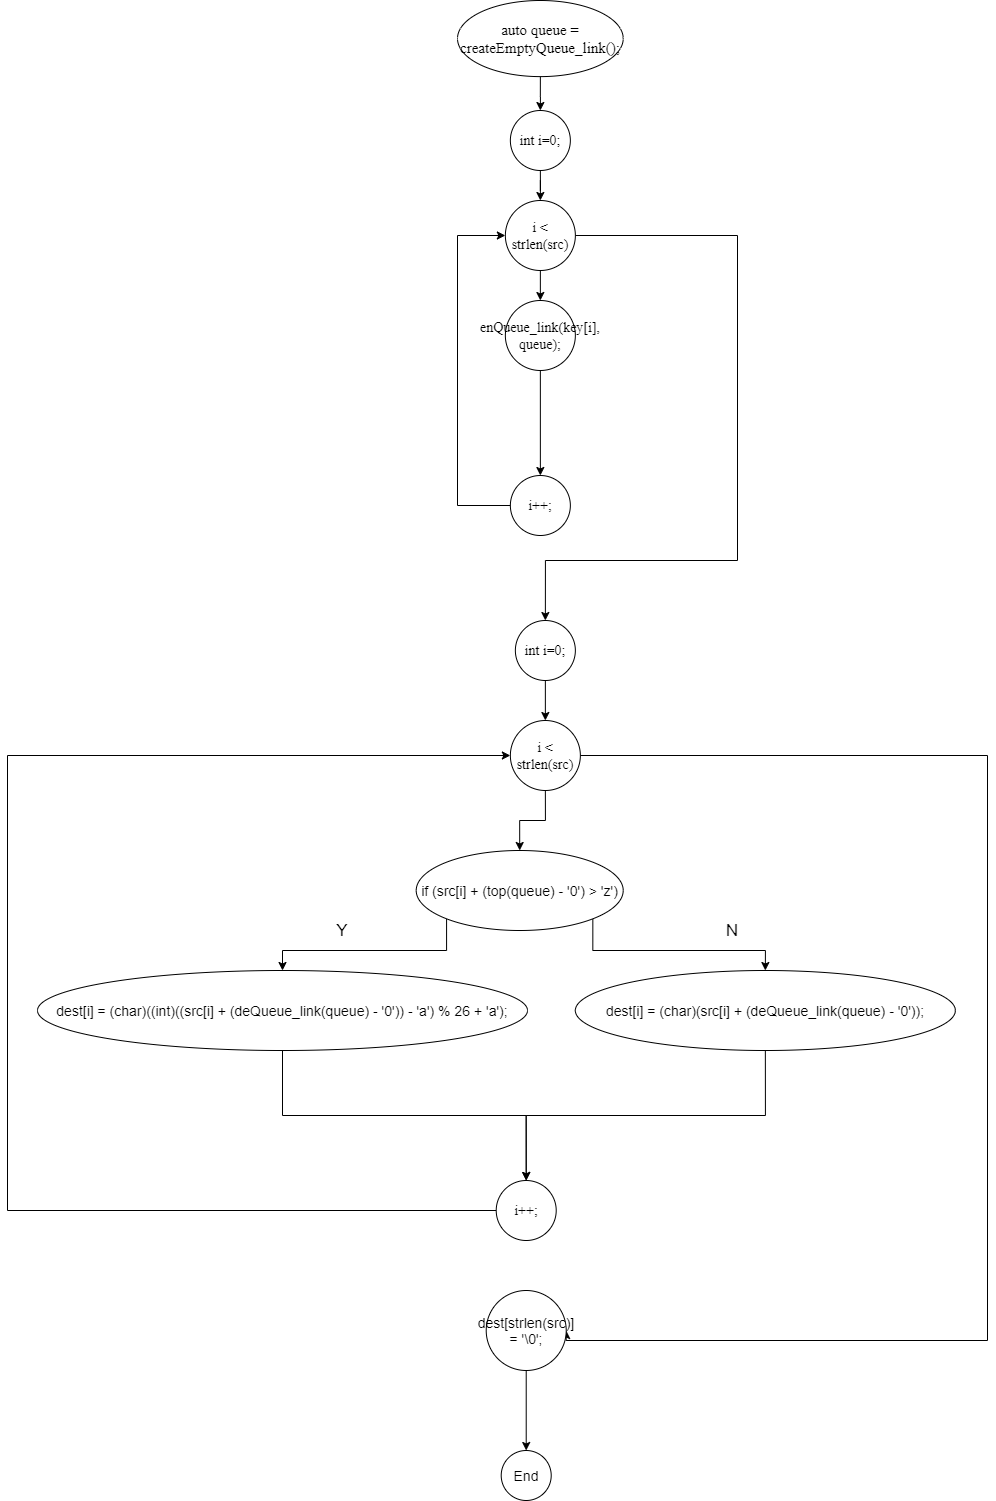 auto queue =
createEmptyQueue_link();
int i=0;
i <
strlen(src)
enQueue_link(key[i],
queue);
i++;
int i=0;
i <
strlen(src)
if (src[i] + (top(queue) - '0') > 'z')
Y
N
dest[i] = (char)((int)((src[i] + (deQueue_link(queue) - '0')) - 'a') % 26 + 'a');
dest[i] = (char)(src[i] + (deQueue_link(queue) - '0'));
i++;
dest[strlen(src)]
= '\0';
End